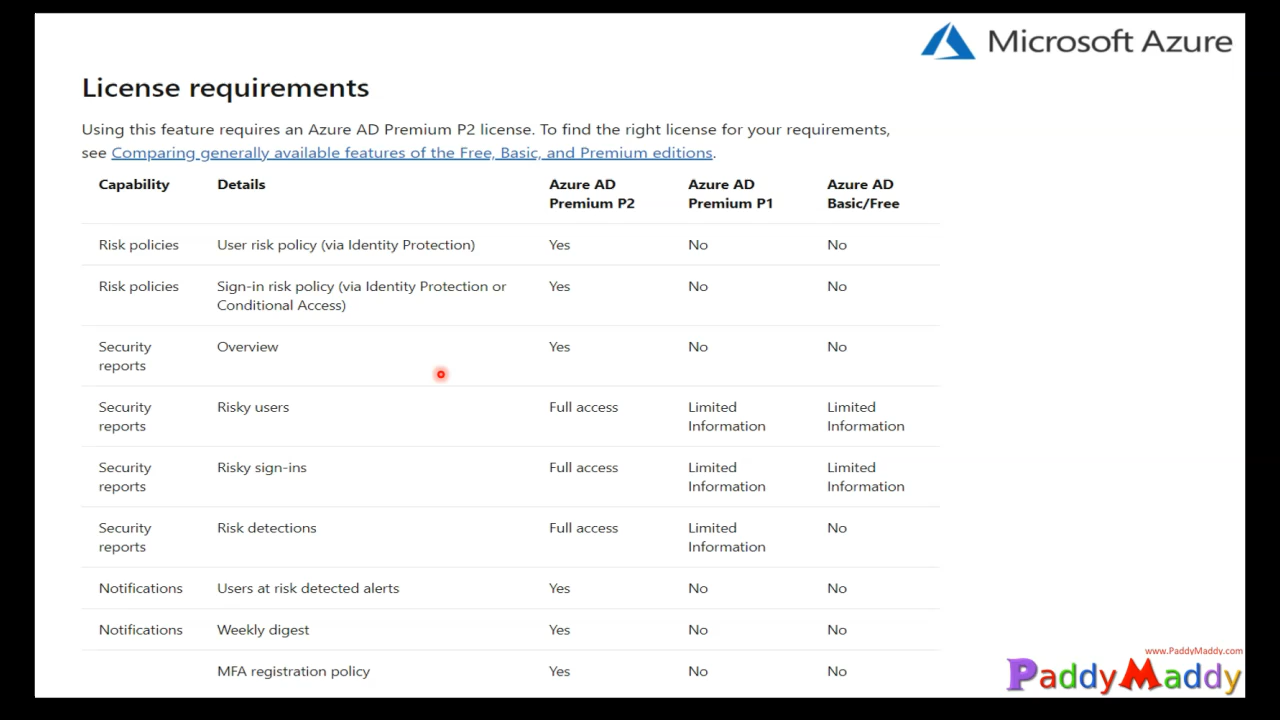 Microsoft Azure
License requirements
Using this feature requires an Azure AD Premium P2 license. To find the right license for your requirements,
see Comparing generally available features of the Free, Basic, and Premium editions.
Capability Details Azure AD Premium P2 Azure AD Premium P1 Azure AD Basic/Free
Risk policies User risk policy (via Identity Protection) Yes No No
Risk policies Sign-in risk policy (via Identity Protection or Conditional Access) Yes No No
Security reports Overview Yes No No
Security reports Risky users Full access Limited Information Limited Information
Security reports Risky sign-ins Full access Limited Information Limited Information
Security reports Risk detections Full access Limited Information No
Notifications Users at risk detected alerts Yes No No
Notifications Weekly digest Yes No No
MFA registration policy Yes No No
www.PaddyMaddy.com
PaddyMaddy